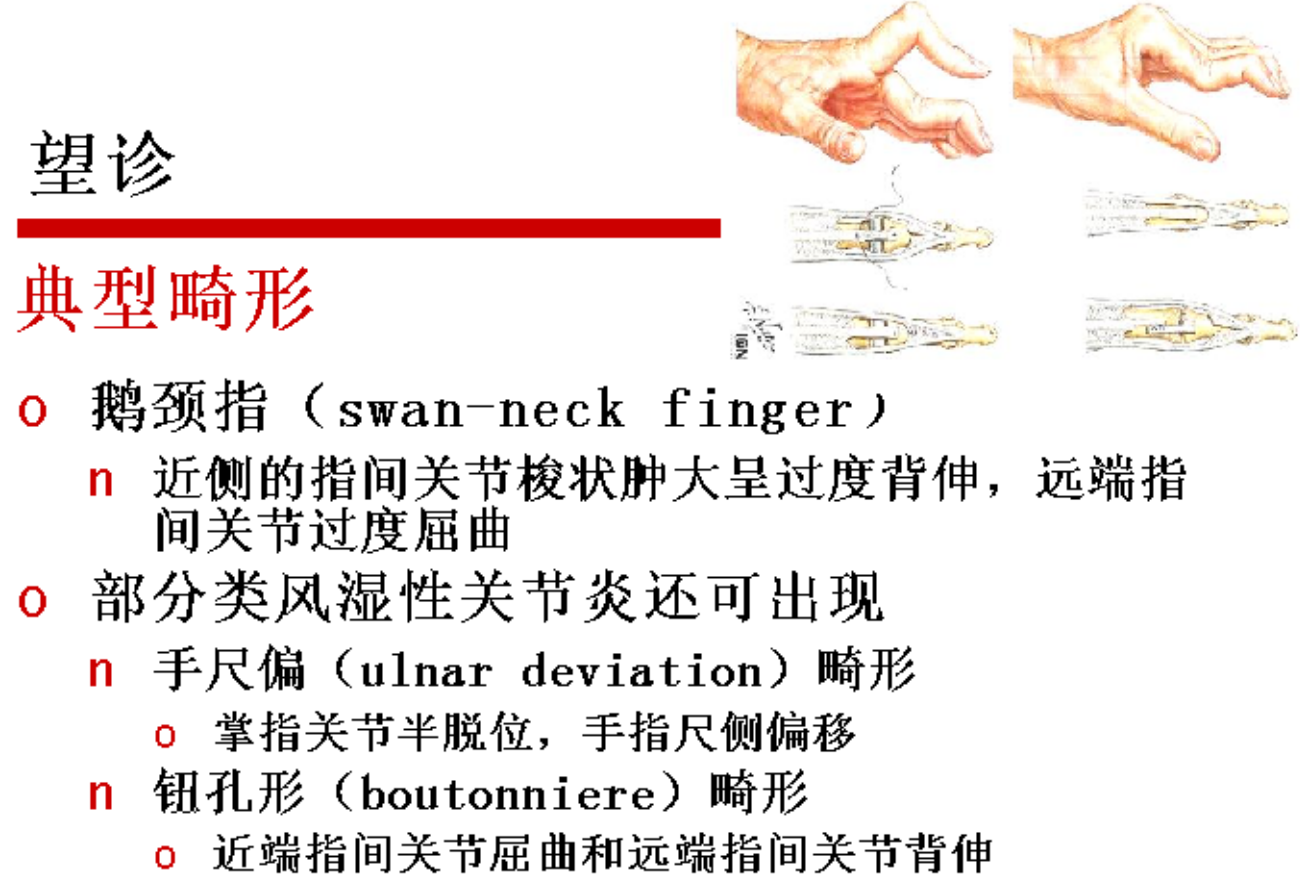 望诊
典型畸形
o 鹅颈指（swan-neck finger）
n 近侧的指间关节梭状肿大呈过度背伸，远端指
间关节过度屈曲
o 部分类风湿性关节炎还可出现
n 手尺偏（ulnar deviation）畸形
o 掌指关节半脱位，手指尺侧偏移
n 钮孔形（boutonniere）畸形
o 近端指间关节屈曲和远端指间关节背伸